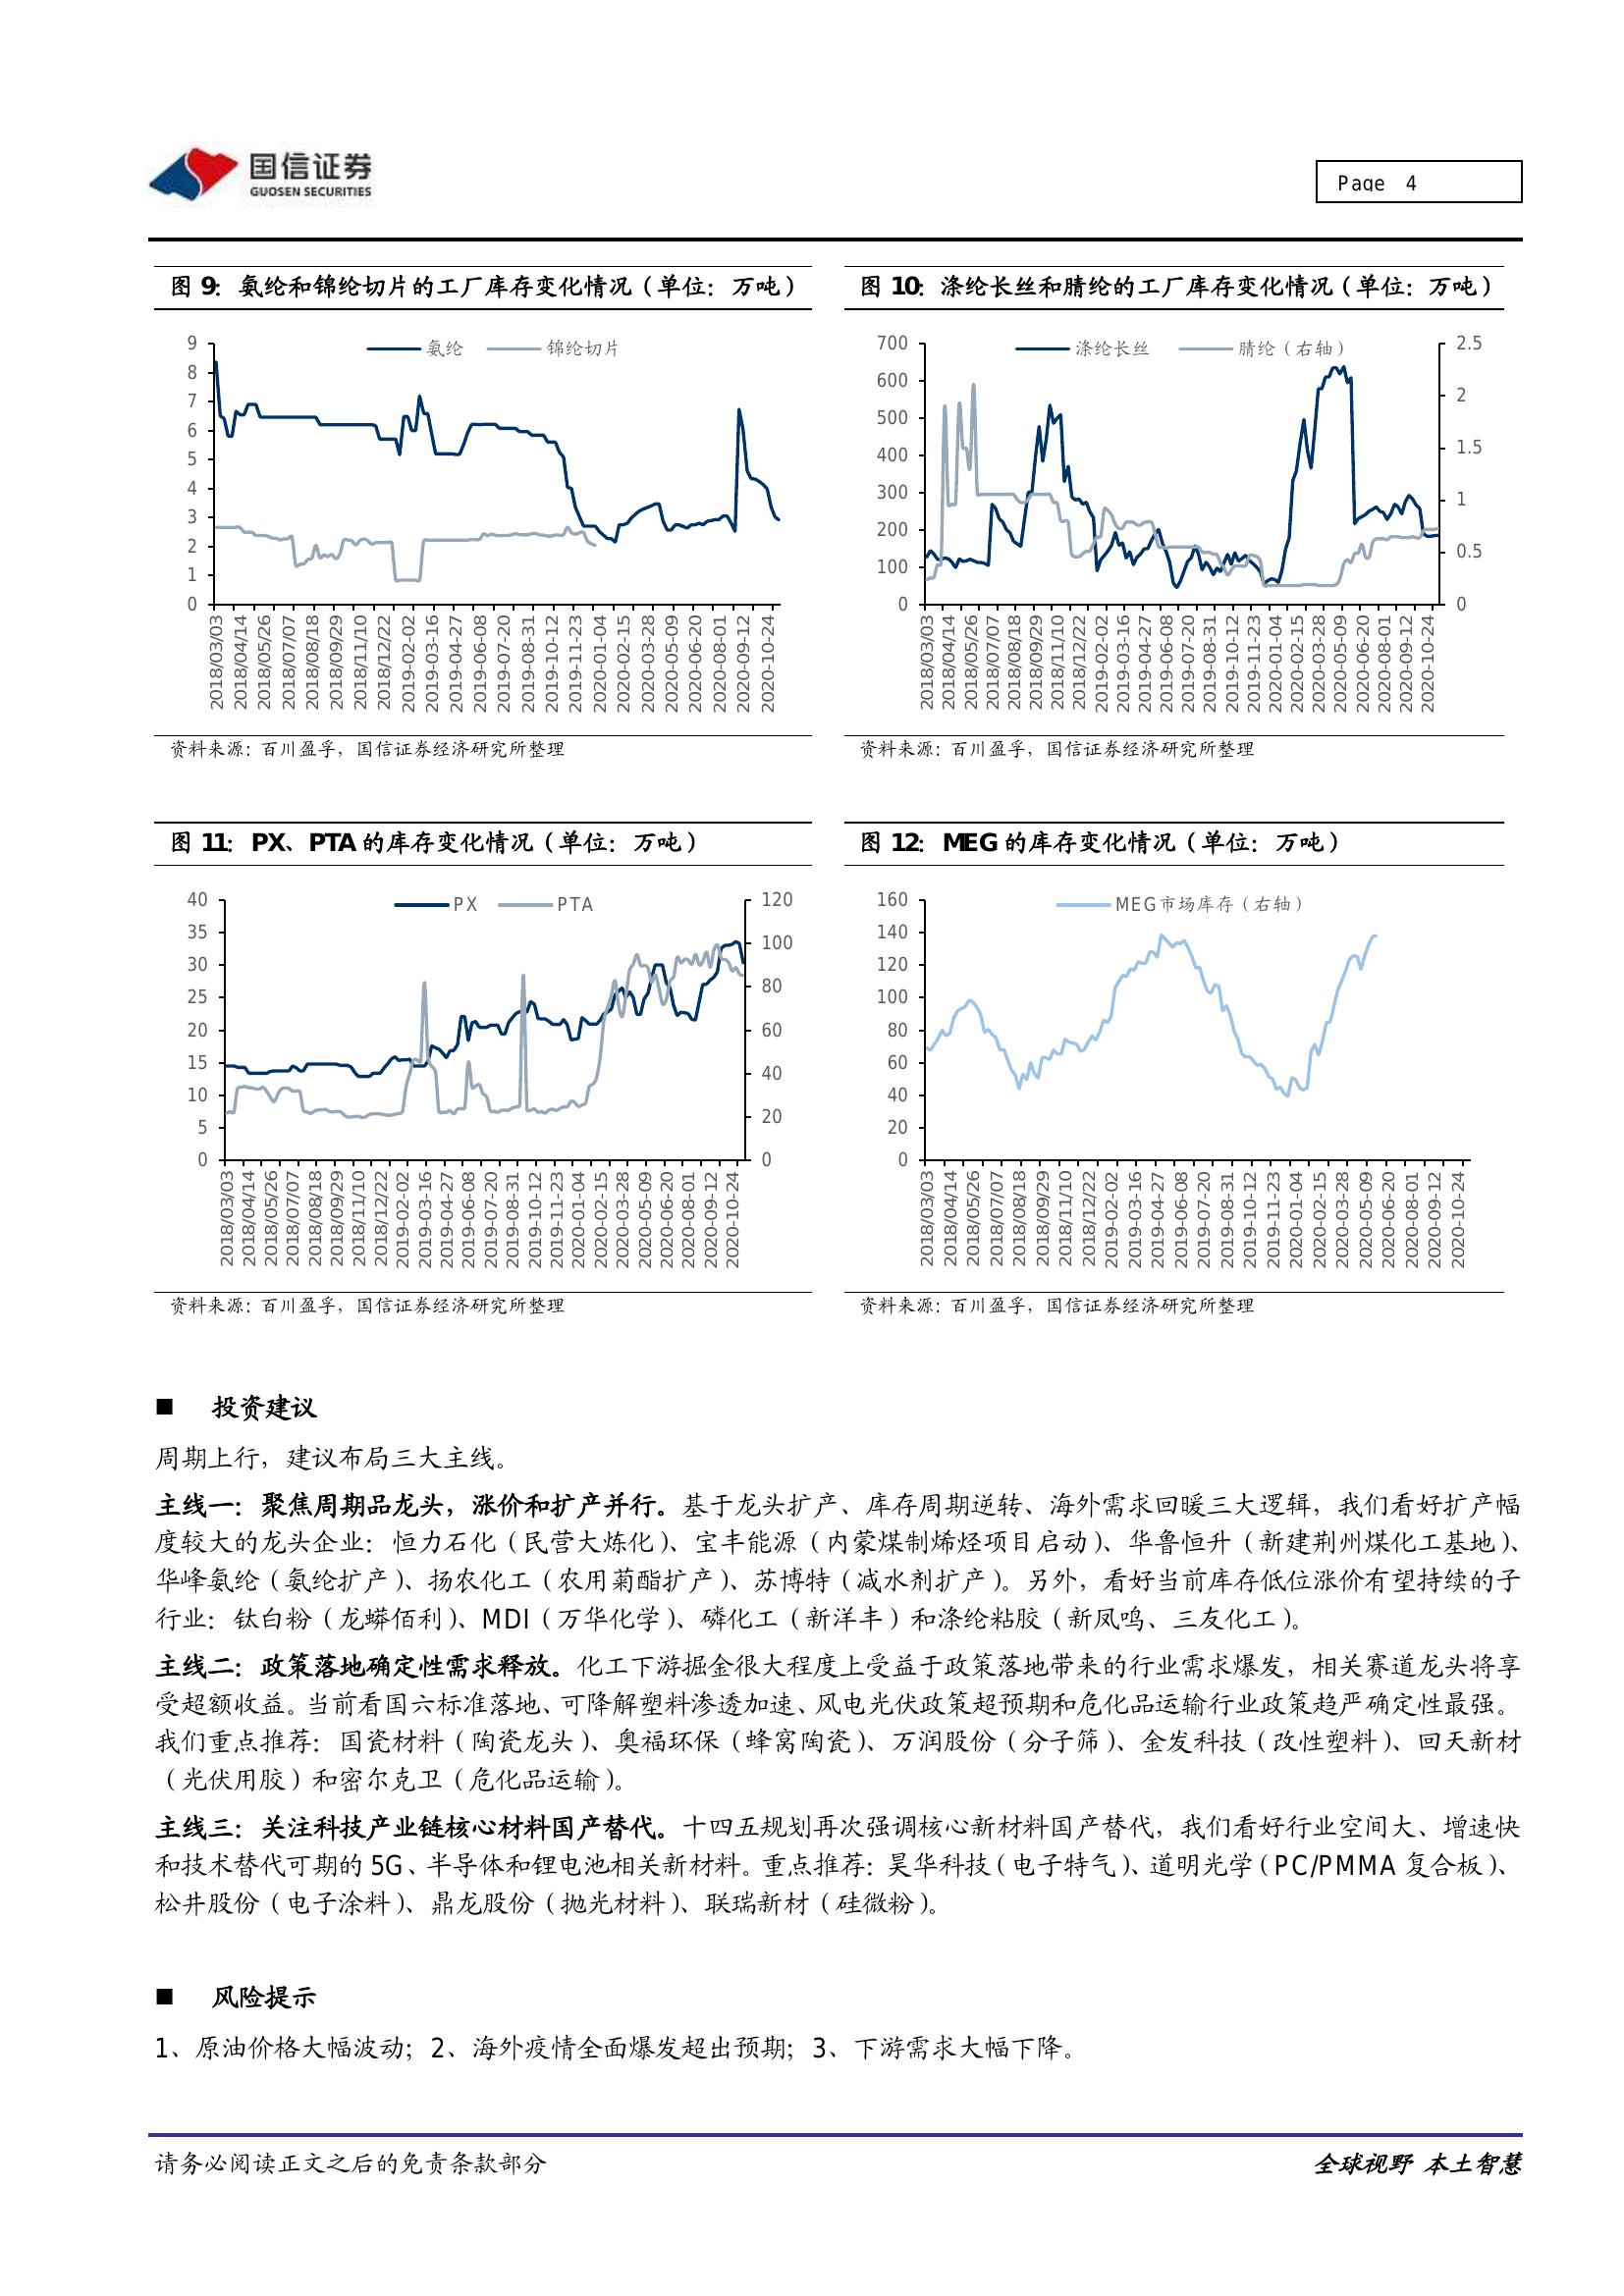 国信证券
GUOSEN SECURITIES
Page 4
图 9：氨纶和锦纶切片的工厂库存变化情况（单位：万吨）
氨纶 锦纶切片
9
8
7
6
5
4
3
2
1
0
2018/03/03 2018/04/14 2018/05/26 2018/07/07 2018/08/18 2018/09/29 2018/11/10 2018/12/22 2019-02-02 2019-03-16 2019-04-27 2019-06-08 2019-07-20 2019-08-31 2019-10-12 2019-11-23 2020-01-04 2020-02-15 2020-03-28 2020-05-09 2020-06-20 2020-08-01 2020-09-12 2020-10-24
资料来源：百川盈孚，国信证券经济研究所整理
图 10：涤纶长丝和腈纶的工厂库存变化情况（单位：万吨）
涤纶长丝 腈纶（右轴）
700
600
500
400
300
200
100
0
2.5
2
1.5
1
0.5
0
2018/03/03 2018/04/14 2018/05/26 2018/07/07 2018/08/18 2018/09/29 2018/11/10 2018/12/22 2019-02-02 2019-03-16 2019-04-27 2019-06-08 2019-07-20 2019-08-31 2019-10-12 2019-11-23 2020-01-04 2020-02-15 2020-03-28 2020-05-09 2020-06-20 2020-08-01 2020-09-12 2020-10-24
资料来源：百川盈孚，国信证券经济研究所整理
图 11：PX、PTA 的库存变化情况（单位：万吨）
PX PTA
40
35
30
25
20
15
10
5
0
120
100
80
60
40
20
0
2018/03/03 2018/04/14 2018/05/26 2018/07/07 2018/08/18 2018/09/29 2018/11/10 2018/12/22 2019-02-02 2019-03-16 2019-04-27 2019-06-08 2019-07-20 2019-08-31 2019-10-12 2019-11-23 2020-01-04 2020-02-15 2020-03-28 2020-05-09 2020-06-20 2020-08-01 2020-09-12 2020-10-24
资料来源：百川盈孚，国信证券经济研究所整理
图 12：MEG 的库存变化情况（单位：万吨）
MEG市场库存（右轴）
160
140
120
100
80
60
40
20
0
2018/03/03 2018/04/14 2018/05/26 2018/07/07 2018/08/18 2018/09/29 2018/11/10 2018/12/22 2019-02-02 2019-03-16 2019-04-27 2019-06-08 2019-07-20 2019-08-31 2019-10-12 2019-11-23 2020-01-04 2020-02-15 2020-03-28 2020-05-09 2020-06-20 2020-08-01 2020-09-12 2020-10-24
资料来源：百川盈孚，国信证券经济研究所整理
■ 投资建议
周期上行，建议布局三大主线。
主线一：聚焦周期品龙头，涨价和扩产并行。基于龙头扩产、库存周期逆转、海外需求回暖三大逻辑，我们看好扩产幅
度较大的龙头企业：恒力石化（民营大炼化）、宝丰能源（内蒙煤制烯烃项目启动）、华鲁恒升（新建荆州煤化工基地）、
华峰氨纶（氨纶扩产）、扬农化工（农用菊酯扩产）、苏博特（减水剂扩产）。另外，看好当前库存低位涨价有望持续的子
行业：钛白粉（龙蟒佰利）、MDI（万华化学）、磷化工（新洋丰）和涤纶粘胶（新凤鸣、三友化工）。
主线二：政策落地确定性需求释放。化工下游掘金很大程度上受益于政策落地带来的行业需求爆发，相关赛道龙头将享
受超额收益。当前看国六标准落地、可降解塑料渗透加速、风电光伏政策超预期和危化品运输行业政策趋严确定性最强。
我们重点推荐：国瓷材料（陶瓷龙头）、奥福环保（蜂窝陶瓷）、万润股份（分子筛）、金发科技（改性塑料）、回天新材
（光伏用胶）和密尔克卫（危化品运输）。
主线三：关注科技产业链核心材料国产替代。十四五规划再次强调核心新材料国产替代，我们看好行业空间大、增速快
和技术替代可期的 5G、半导体和锂电池相关新材料。重点推荐：昊华科技（电子特气）、道明光学（PC/PMMA 复合板）、
松井股份（电子涂料）、鼎龙股份（抛光材料）、联瑞新材（硅微粉）。
■ 风险提示
1、原油价格大幅波动；2、海外疫情全面爆发超出预期；3、下游需求大幅下降。
请务必阅读正文之后的免责条款部分
全球视野 本土智慧